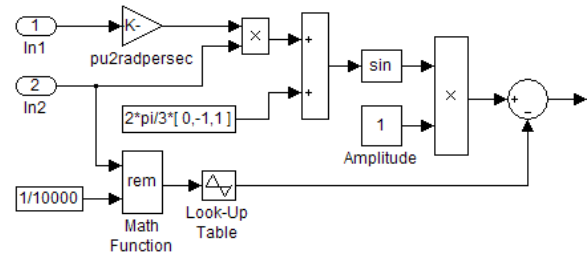 1
In1
K-
pu2radpersec
×
+
+
sin
×
+
-
2
In2
2*pi/3*[ 0,-1,1 ]
1
Amplitude
1/10000
rem
Math
Function
Look-Up
Table